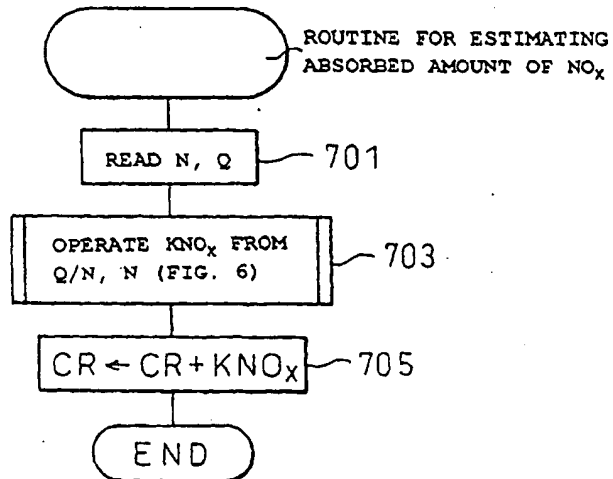 ROUTINE FOR ESTIMATING
ABSORBED AMOUNT OF NOx
READ N, Q
701
OPERATE KNOx FROM
Q/N, N (FIG. 6)
703
CR ← CR + KNOx
705
END